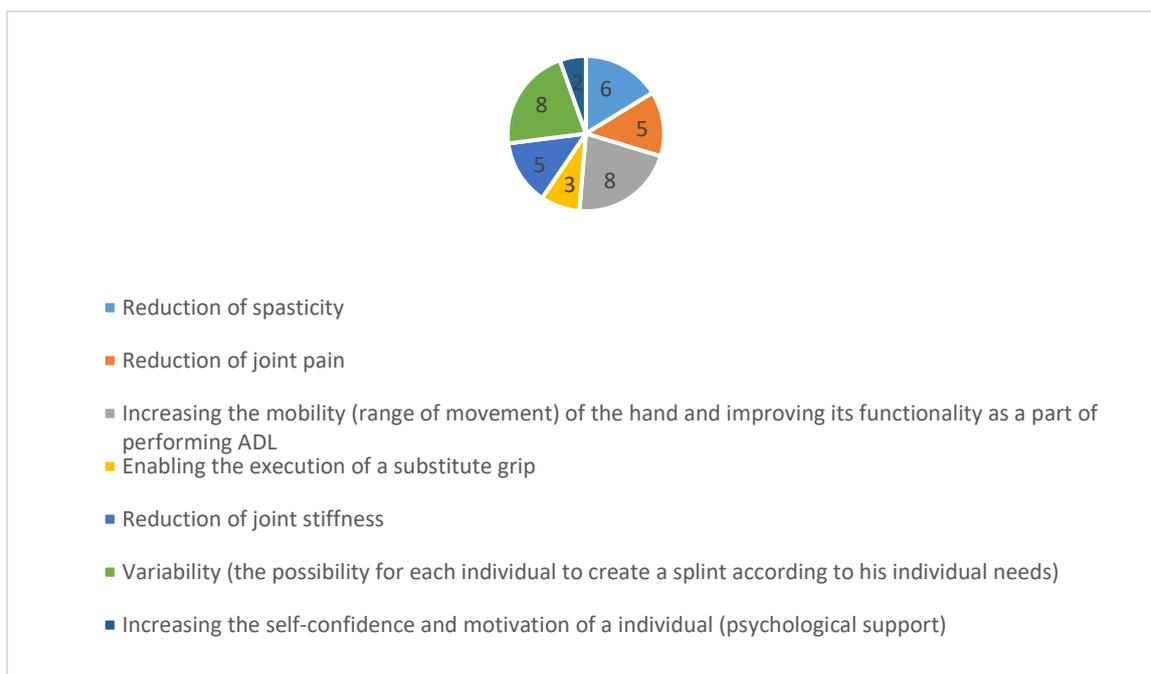 2
6
8
5
5
3
8
Reduction of spasticity
Reduction of joint pain
Increasing the mobility (range of movement) of the hand and improving its functionality as a part of
performing ADL
Enabling the execution of a substitute grip
Reduction of joint stiffness
Variability (the possibility for each individual to create a splint according to his individual needs)
Increasing the self-confidence and motivation of a individual (psychological support)